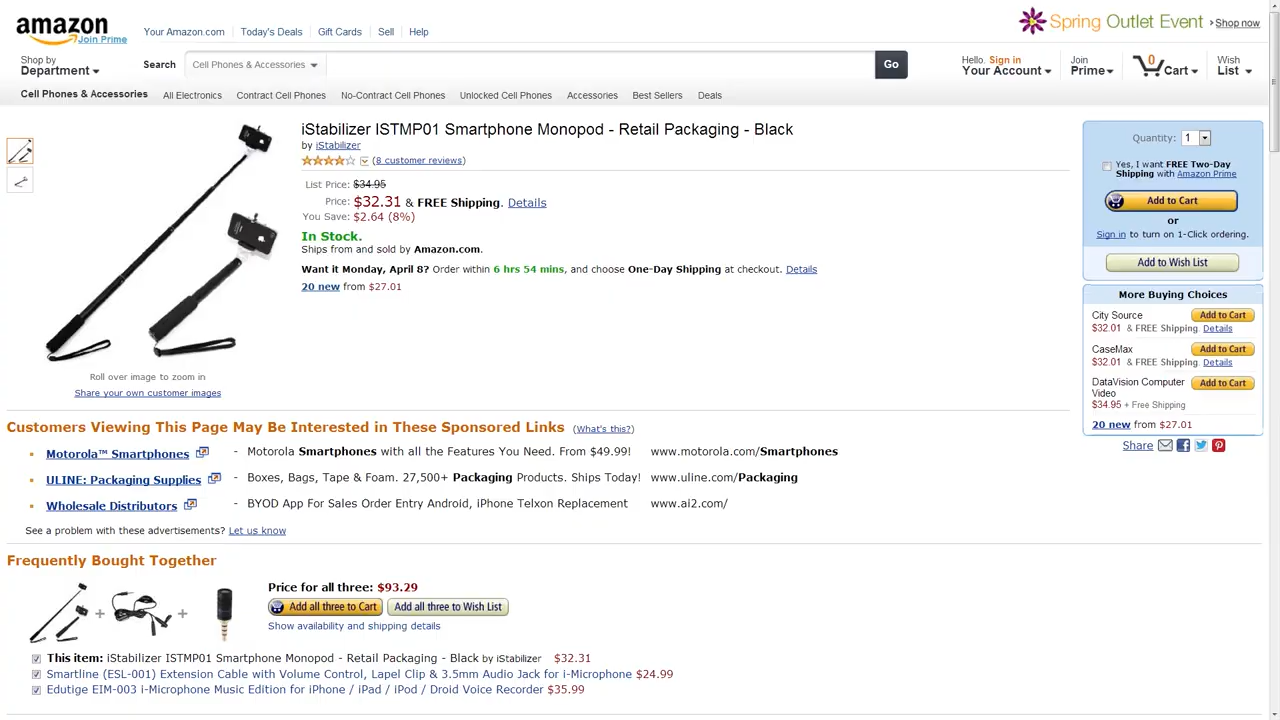 amazon
Join Prime
Your Amazon.com
Today's Deals
Gift Cards
Sell
Help
Spring Outlet Event
Shop now
Shop by
Department
Search
Cell Phones & Accessories
Go
Hello. Sign in
Your Account
Join
Prime
0
Cart
Wish
List
Cell Phones & Accessories
All Electronics
Contract Cell Phones
No-Contract Cell Phones
Unlocked Cell Phones
Accessories
Best Sellers
Deals
iStabilizer ISTMP01 Smartphone Monopod - Retail Packaging - Black
by iStabilizer
(8 customer reviews)
List Price: $34.95
Price: $32.31 & FREE Shipping. Details
You Save: $2.64 (8%)
In Stock.
Ships from and sold by Amazon.com.
Want it Monday, April 8? Order within 6 hrs 54 mins, and choose One-Day Shipping at checkout. Details
20 new from $27.01
Roll over image to zoom in
Share your own customer images
Quantity: 1
Yes, I want FREE Two-Day
Shipping with Amazon Prime
Add to Cart
or
Sign in to turn on 1-Click ordering.
Add to Wish List
More Buying Choices
City Source
Add to Cart
$32.01 & FREE Shipping. Details
CaseMax
Add to Cart
$32.01 & FREE Shipping. Details
DataVision Computer
Video
Add to Cart
$34.95 + Free Shipping
20 new from $27.01
Share
Customers Viewing This Page May Be Interested in These Sponsored Links (What's this?)
Motorola™ Smartphones - Motorola Smartphones with all the Features You Need. From $49.99! www.motorola.com/Smartphones
ULINE: Packaging Supplies - Boxes, Bags, Tape & Foam. 27,500+ Packaging Products. Ships Today! www.uline.com/Packaging
Wholesale Distributors - BYOD App For Sales Order Entry Android, iPhone Telxon Replacement www.ai2.com/
See a problem with these advertisements? Let us know
Frequently Bought Together
Price for all three: $93.29
Add all three to Cart
Add all three to Wish List
Show availability and shipping details
This item: iStabilizer ISTMP01 Smartphone Monopod - Retail Packaging - Black by iStabilizer $32.31
Smartline (ESL-001) Extension Cable with Volume Control, Lapel Clip & 3.5mm Audio Jack for i-Microphone $24.99
Edutige EIM-003 i-Microphone Music Edition for iPhone / iPad / iPod / Droid Voice Recorder $35.99